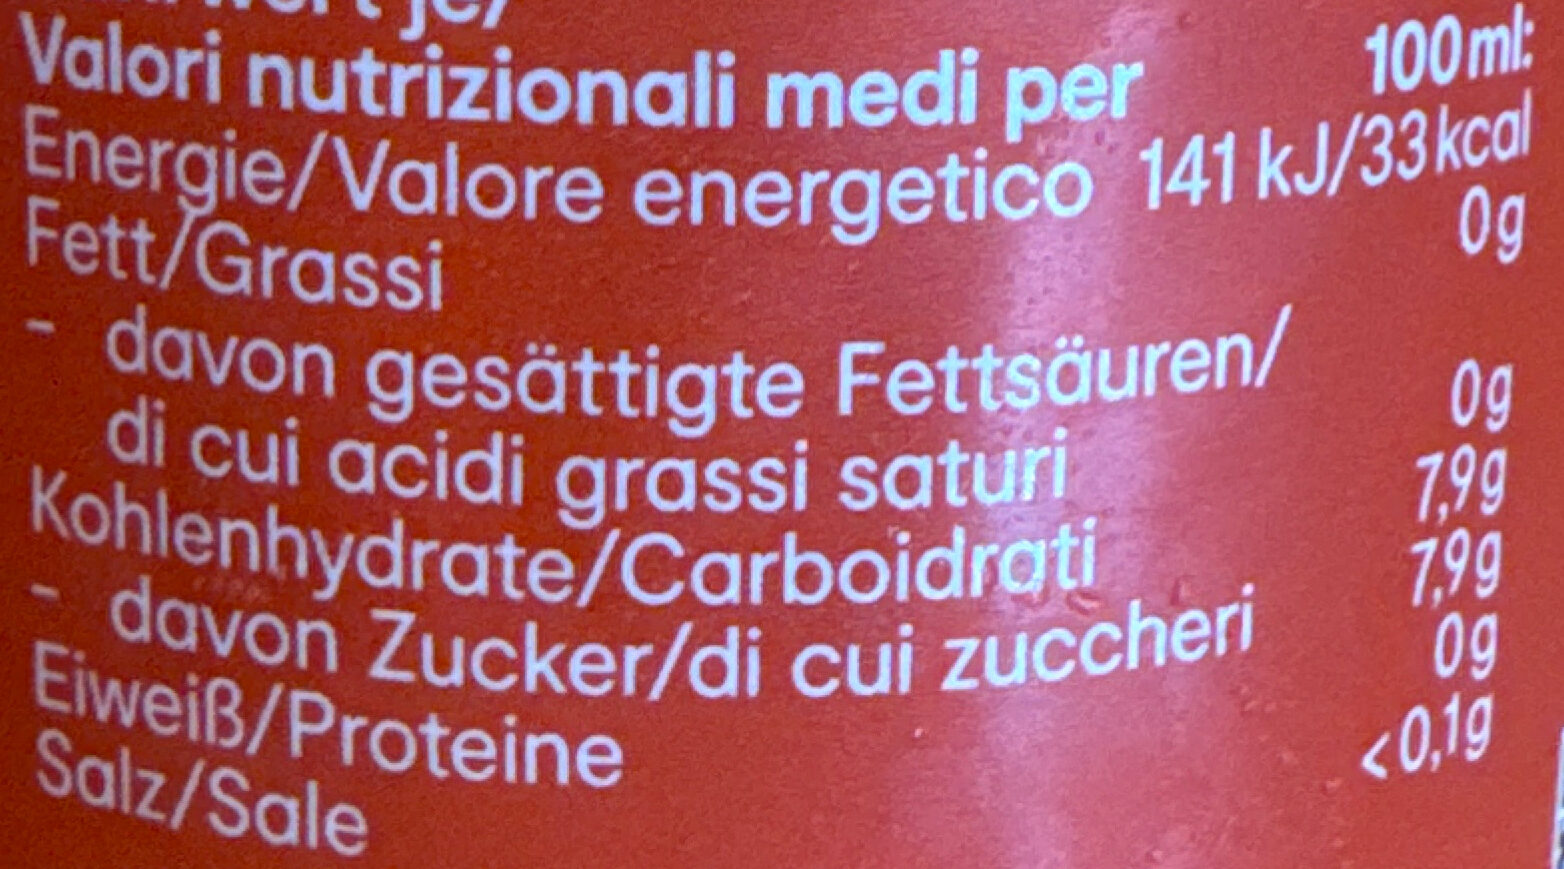 Valori nutrizionali medi per 100 ml:
Energie/Valore energetico 141 kJ/33 kcal
Fett/Grassi 0g
- davon gesättigte Fettsäuren/
di cui acidi grassi saturi 0g
Kohlenhydrate/Carboidrati 7,9g
- davon Zucker/di cui zuccheri 7,9g
Eiweiß/Proteine 0g
Salz/Sale <0,1g